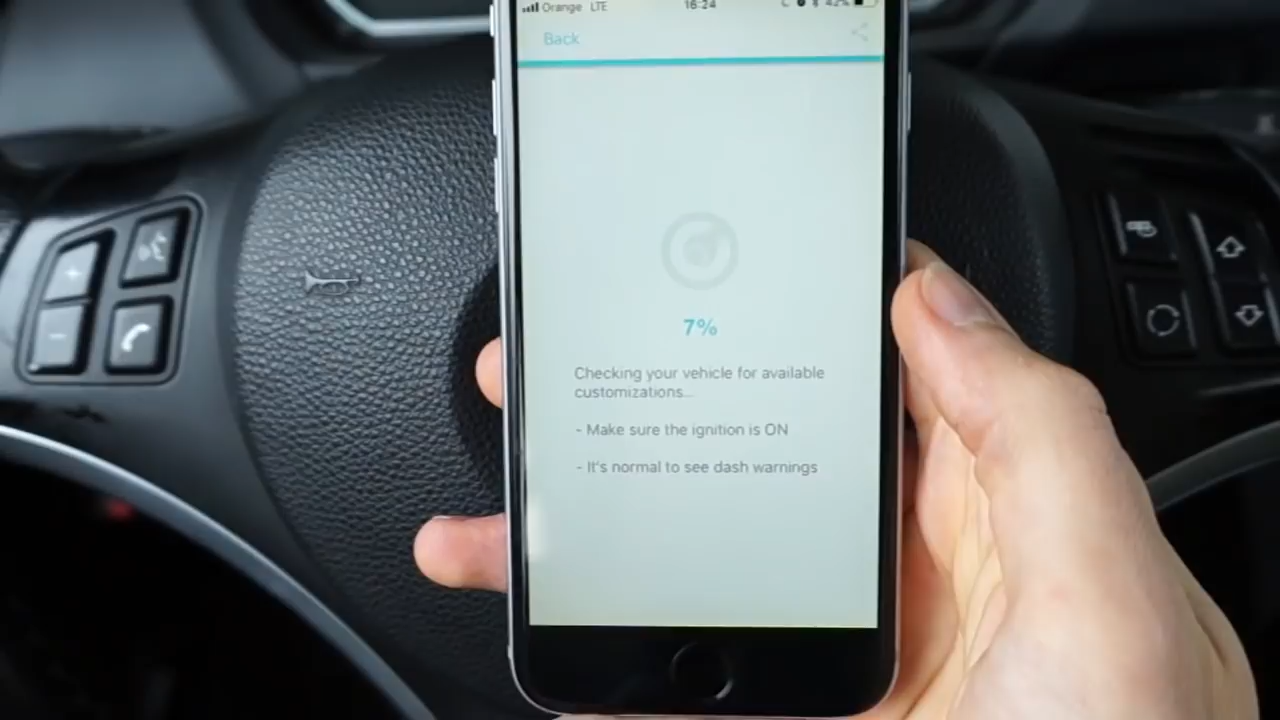 Orange LTE 16:24 42%
Back
7%
Checking your vehicle for available
customizations...
- Make sure the ignition is ON
- It's normal to see dash warnings